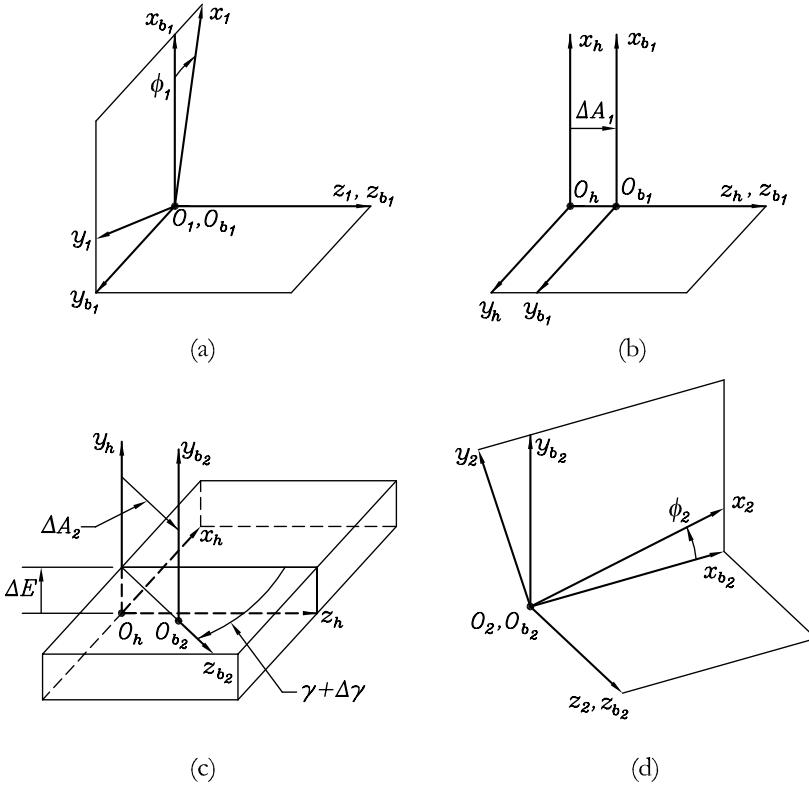 x_b1 x_1
ϕ_1
z_1, z_b1
O_1, O_b1
y_1
y_b1
(a)
x_h x_b1
ΔA_1
O_h O_b1 z_h, z_b1
y_h y_b1
(b)
y_h y_b2
ΔA_2
x_h
ΔE
O_h O_b2 z_h
z_b2
γ+Δγ
(c)
y_2 y_b2
ϕ_2 x_2
x_b2
O_2, O_b2
z_2, z_b2
(d)